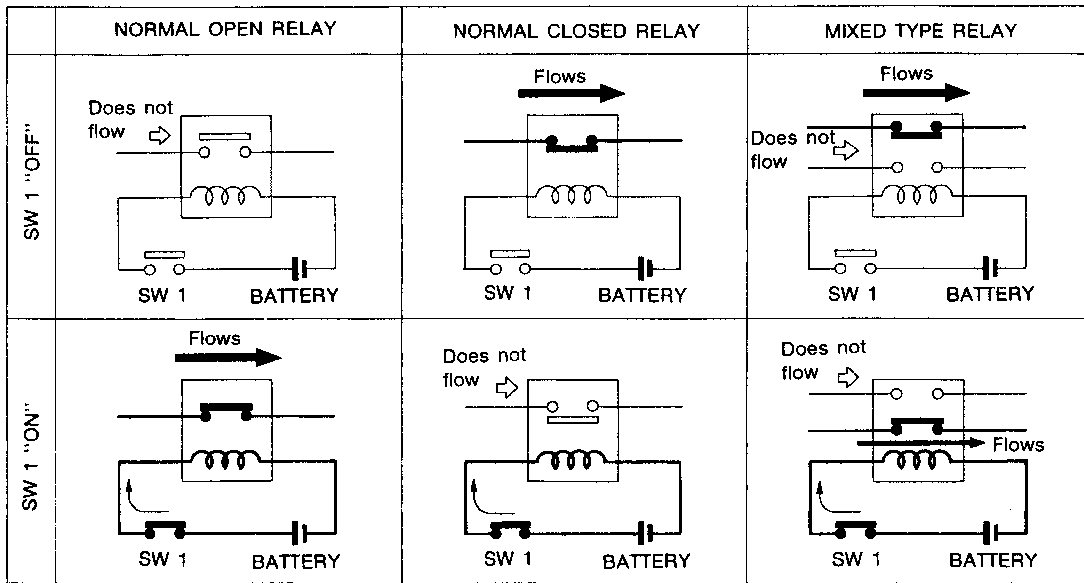 NORMAL OPEN RELAY
NORMAL CLOSED RELAY
MIXED TYPE RELAY
SW 1 "OFF"
Does not
flow
SW 1
BATTERY
Flows
SW 1
BATTERY
Flows
Does not
flow
SW 1
BATTERY
SW 1 "ON"
Flows
SW 1
BATTERY
Does not
flow
SW 1
BATTERY
Does not
flow
Flows
SW 1
BATTERY